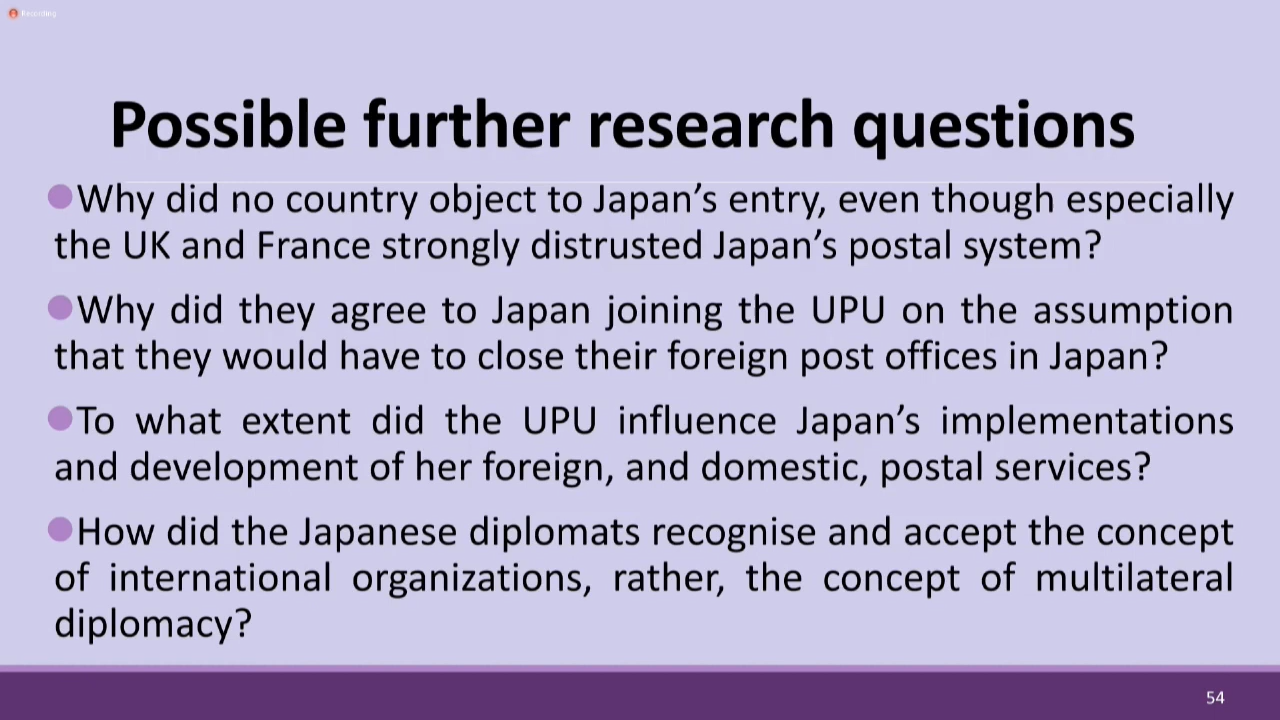 Recording
Possible further research questions
Why did no country object to Japan's entry, even though especially
the UK and France strongly distrusted Japan's postal system?
Why did they agree to Japan joining the UPU on the assumption
that they would have to close their foreign post offices in Japan?
To what extent did the UPU influence Japan's implementations
and development of her foreign, and domestic, postal services?
How did the Japanese diplomats recognise and accept the concept
of international organizations, rather, the concept of multilateral
diplomacy?
54